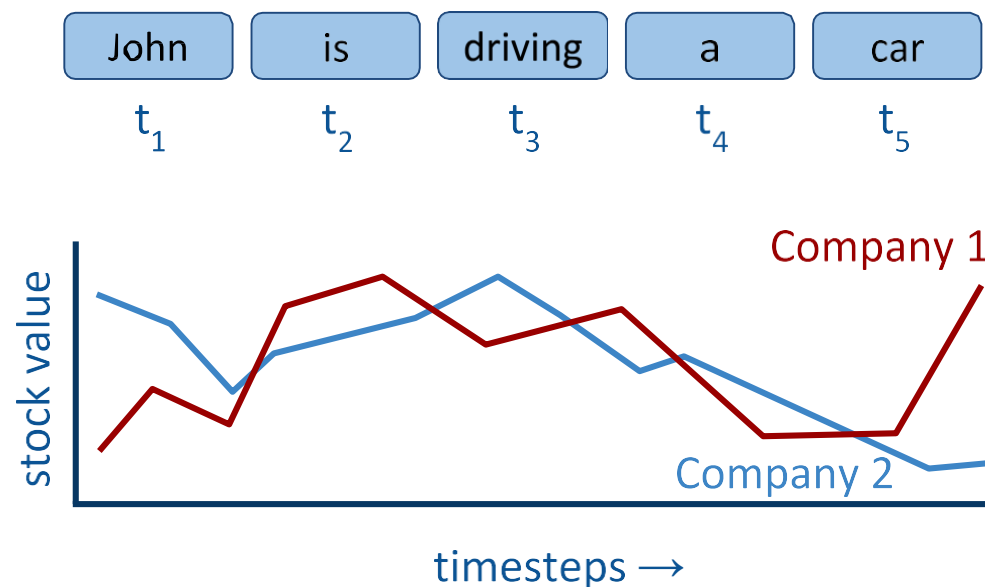 John is driving a car
t1 t2 t3 t4 t5
Company 1
stock value
Company 2
timesteps →